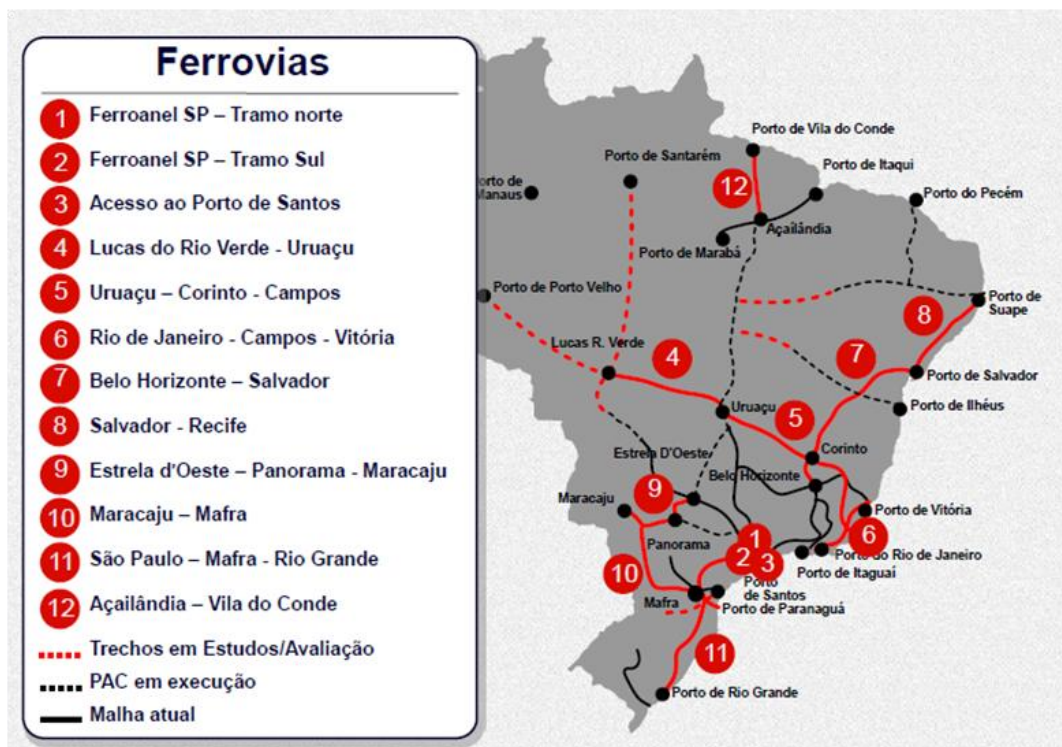 Ferrovias
1 Ferroanel SP – Tramo norte
2 Ferroanel SP – Tramo Sul
3 Acesso ao Porto de Santos
4 Lucas do Rio Verde - Uruaçu
5 Uruaçu – Corinto - Campos
6 Rio de Janeiro - Campos - Vitória
7 Belo Horizonte – Salvador
8 Salvador - Recife
9 Estrela d'Oeste – Panorama - Maracaju
10 Maracaju – Mafra
11 São Paulo – Mafra - Rio Grande
12 Açailândia – Vila do Conde
Trechos em Estudos/Avaliação
PAC em execução
Malha atual
Porto de Vila do Conde
Porto de Santarém
Porto de Itaqui
orto de
Manaus
12
Porto do Pecém
Açailândia
Porto de Marabá
Porto de Porto Velho
Porto de
Suape
8
Lucas R. Verde
4
7
Porto de Salvador
Uruaçu
5
Porto de Ilhéus
Estrela D'Oeste
Corinto
Belo Horizonte
9
Maracaju
Porto de Vitória
Panorama
1
6
2
3
Porto do Rio de Janeiro
10
Porto de Itaguaí
Porto
de Santos
Mafra
Porto de Paranaguá
11
Porto de Rio Grande